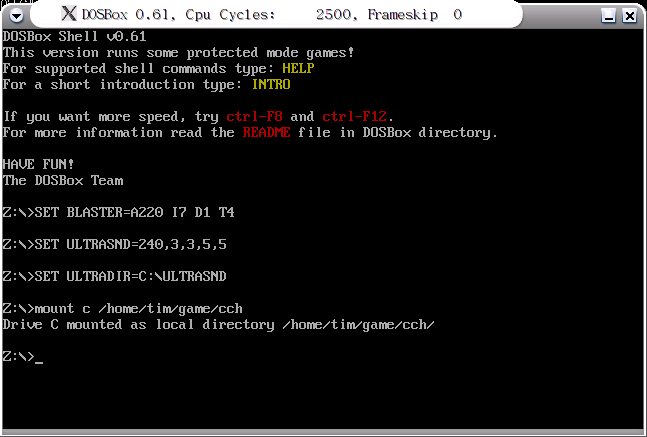 DOSBox 0.61, Cpu Cycles: 2500, Frameskip 0
DOSBox Shell v0.61
This version runs some protected mode games!
For supported shell commands type: HELP
For a short introduction type: INTRO
If you want more speed, try ctrl-F8 and ctrl-F12.
For more information read the README file in DOSBox directory.
HAVE FUN!
The DOSBox Team
Z:\>SET BLASTER=A220 I7 D1 T4
Z:\>SET ULTRASND=240,3,3,5,5
Z:\>SET ULTRADIR=C:\ULTRASND
Z:\>mount c /home/tim/game/cch
Drive C mounted as local directory /home/tim/game/cch/
Z:\>_